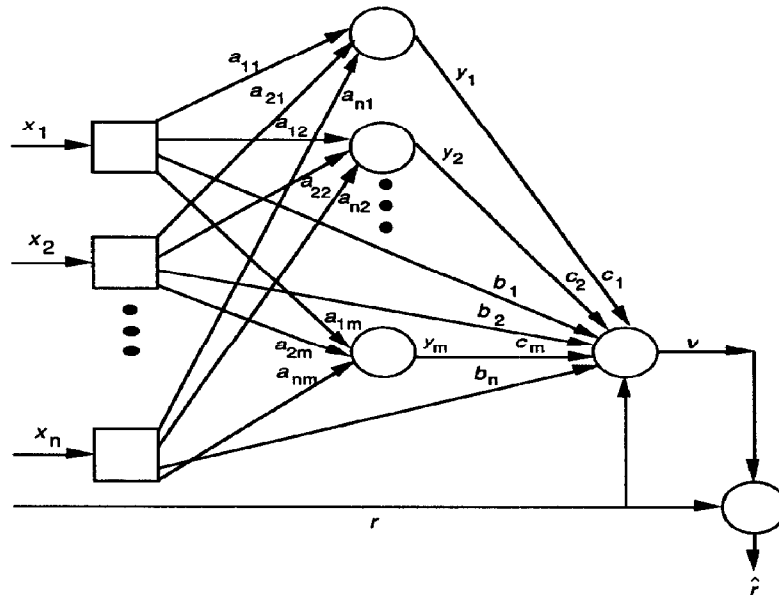 y₁
a₁₁
a₂₁
aₙ₁
x₁
a₁₂
y₂
a₂₂
aₙ₂
x₂
b₁
c₂
c₁
b₂
a₁ₘ
yₘ
cₘ
v
a₂ₘ
aₙₘ
bₙ
xₙ
r
r̂